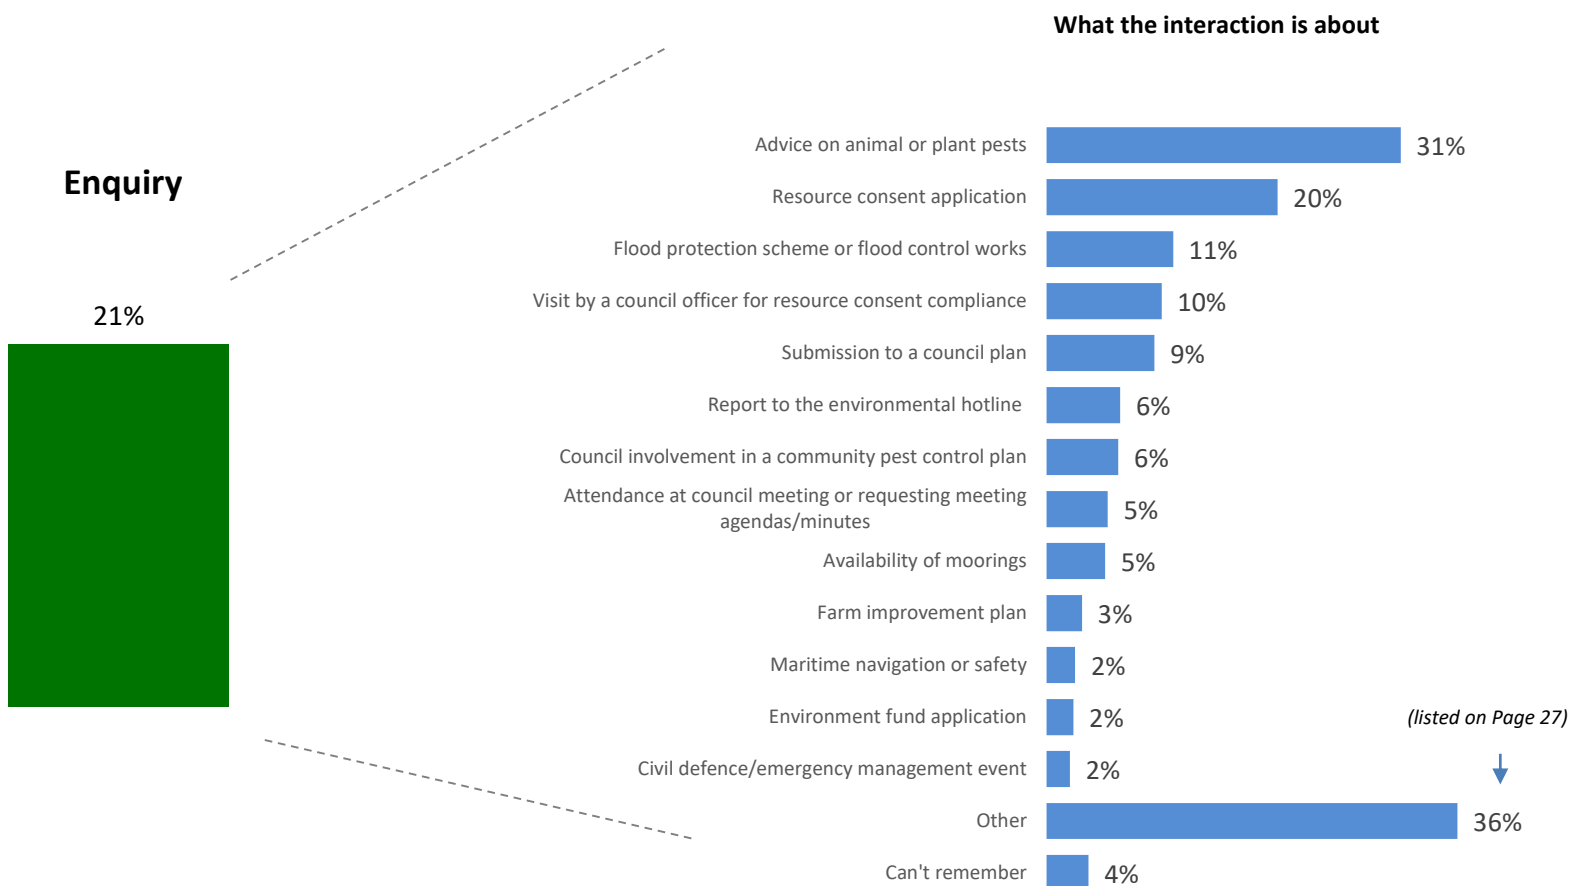 What the interaction is about
Enquiry
21%
Advice on animal or plant pests 31%
Resource consent application 20%
Flood protection scheme or flood control works 11%
Visit by a council officer for resource consent compliance 10%
Submission to a council plan 9%
Report to the environmental hotline 6%
Council involvement in a community pest control plan 6%
Attendance at council meeting or requesting meeting
agendas/minutes 5%
Availability of moorings 5%
Farm improvement plan 3%
Maritime navigation or safety 2%
Environment fund application 2%
(listed on Page 27)
Civil defence/emergency management event 2%
Other 36%
Can't remember 4%